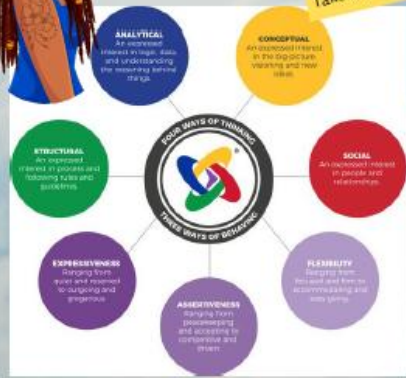 Take
ANALYTICAL
An expressed
interest in logic, data,
and understanding
the reasoning behind
things.
CONCEPTUAL
An expressed interest
in the big-picture
visioning and new
ideas.
STRUCTURAL
An expressed
interest in process and
following rules and
guidelines.
FOUR WAYS OF THINKING
THREE WAYS OF BEHAVING
SOCIAL
An expressed interest
in people and
relationships.
EXPRESSIVENESS
Ranging from
quiet and reserved
to outgoing and
gregarious
ASSERTIVENESS
Ranging from
peacekeeping
and accepting to
competitive and
driven
FLEXIBILITY
Ranging from
focused and firm to
accommodating and
easy going.